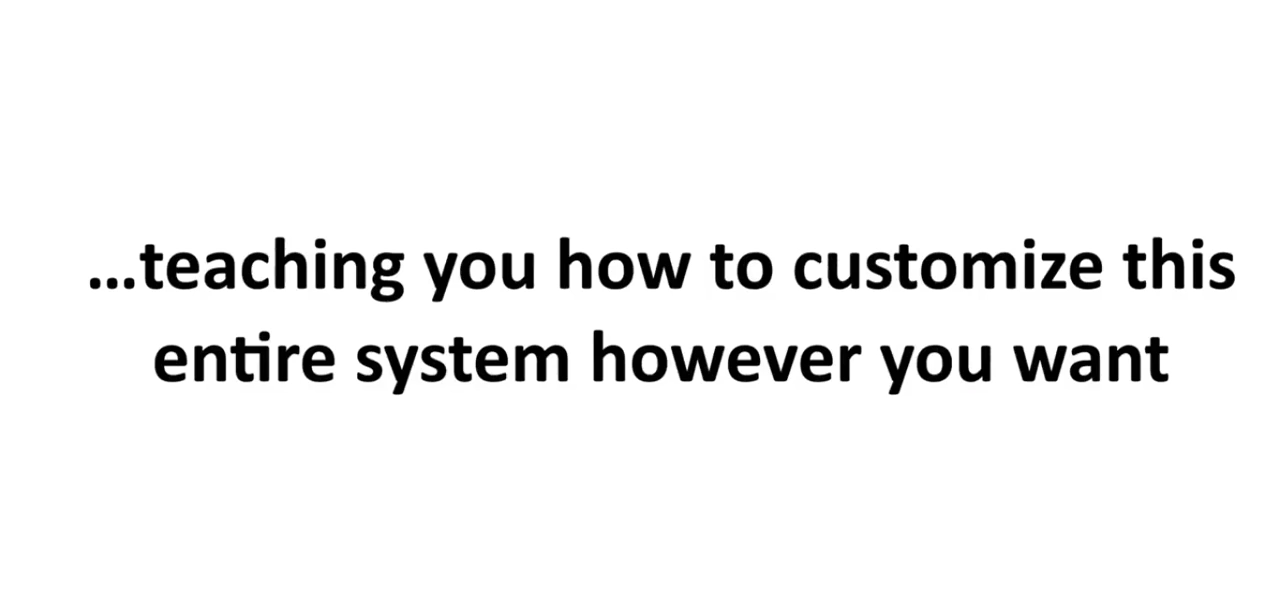 ...teaching you how to customize this
entire system however you want